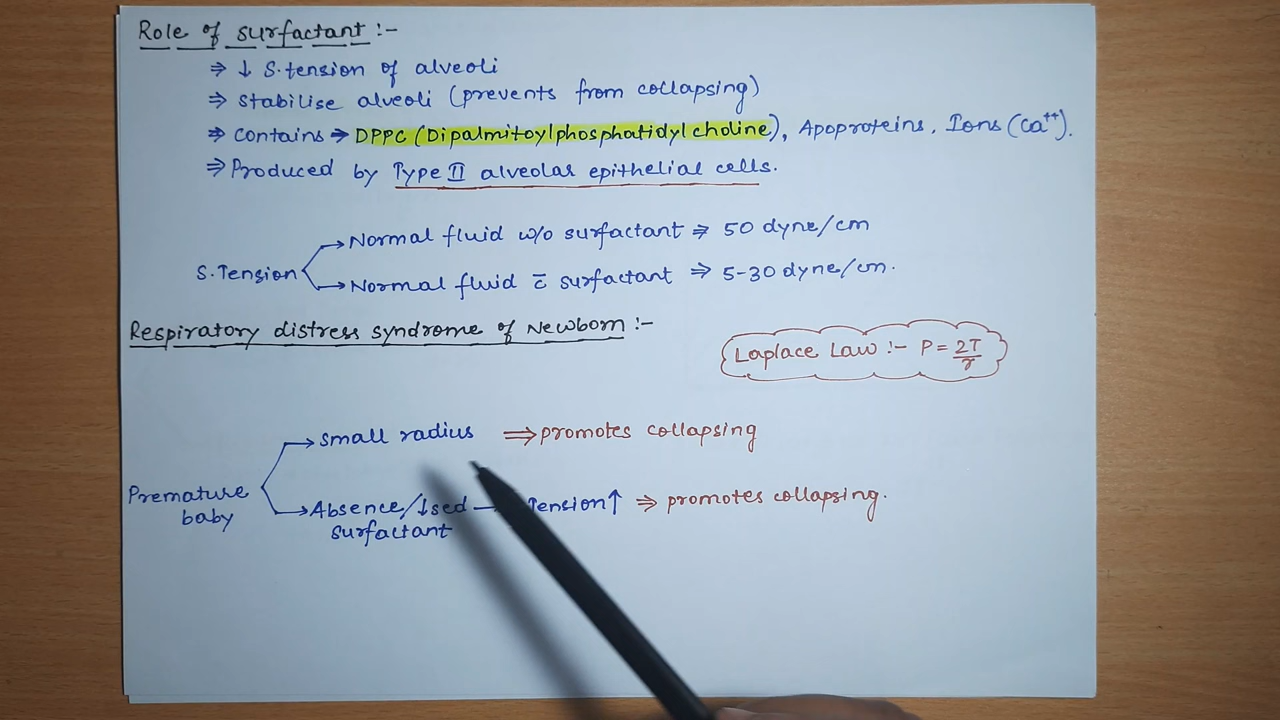 Role of surfactant :-
⇒ ↓ S.tension of alveoli
⇒ Stabilise alveoli (prevents from collapsing)
⇒ Contains → DPPC (Dipalmitoylphosphatidylcholine), Apoproteins, Ions (Ca++).
⇒ Produced by Type II alveolar epithelial cells.
→ Normal fluid w/o surfactant ⇒ 50 dyne/cm
S.Tension
→ Normal fluid c̄ surfactant ⇒ 5-30 dyne/cm.
Respiratory distress syndrome of Newborn :-
Laplace Law :- P = 2T/r
→ Small radius ⇒ promotes collapsing
Premature baby
→ Absence/↓sed surfactant → Tension↑ ⇒ promotes collapsing.